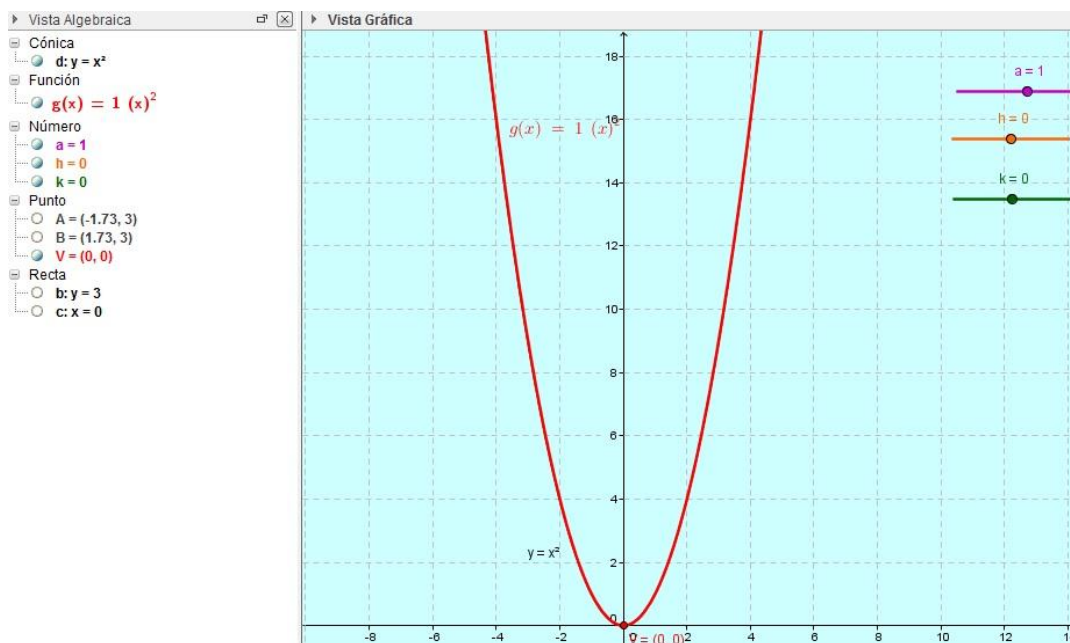 Vista Algebraica
Cónica
d: y = x²
Función
g(x) = 1 (x)²
Número
a = 1
h = 0
k = 0
Punto
A = (-1.73, 3)
B = (1.73, 3)
V = (0, 0)
Recta
b: y = 3
c: x = 0
Vista Gráfica
a = 1
h = 0
k = 0
g(x) = 1 (x)²
y = x²
V = (0, 0)
18
16
14
12
10
8
6
4
2
0
-8 -6 -4 -2 2 4 6 8 10 12